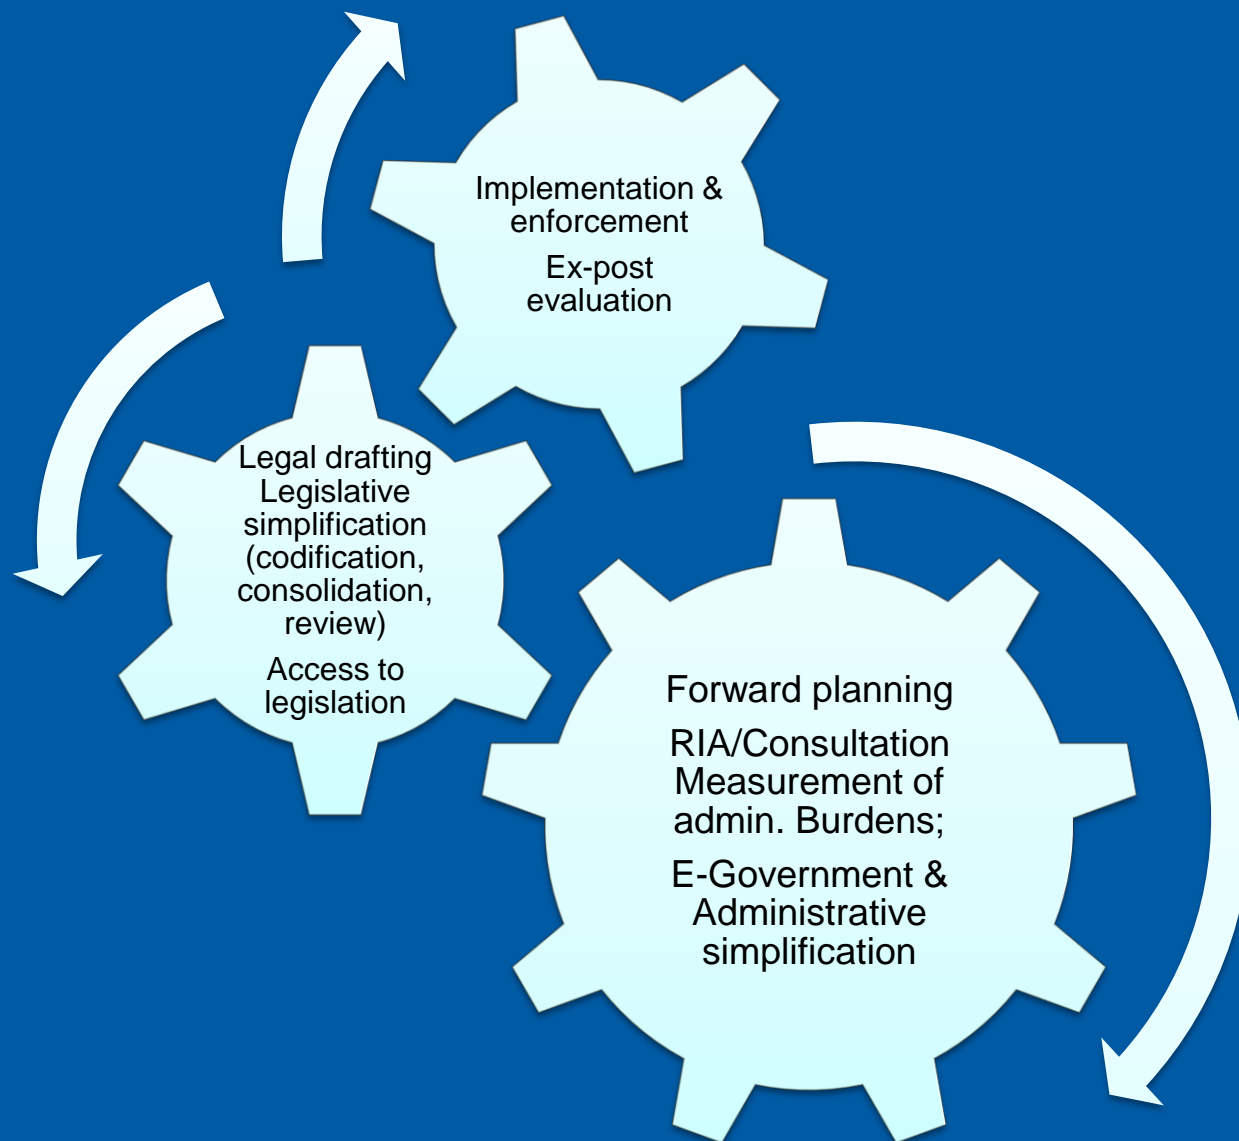 Implementation &
enforcement
Ex-post
evaluation
Legal drafting
Legislative
simplification
(codification,
consolidation,
review)
Access to
legislation
Forward planning
RIA/Consultation
Measurement of
admin. Burdens;
E-Government &
Administrative
simplification